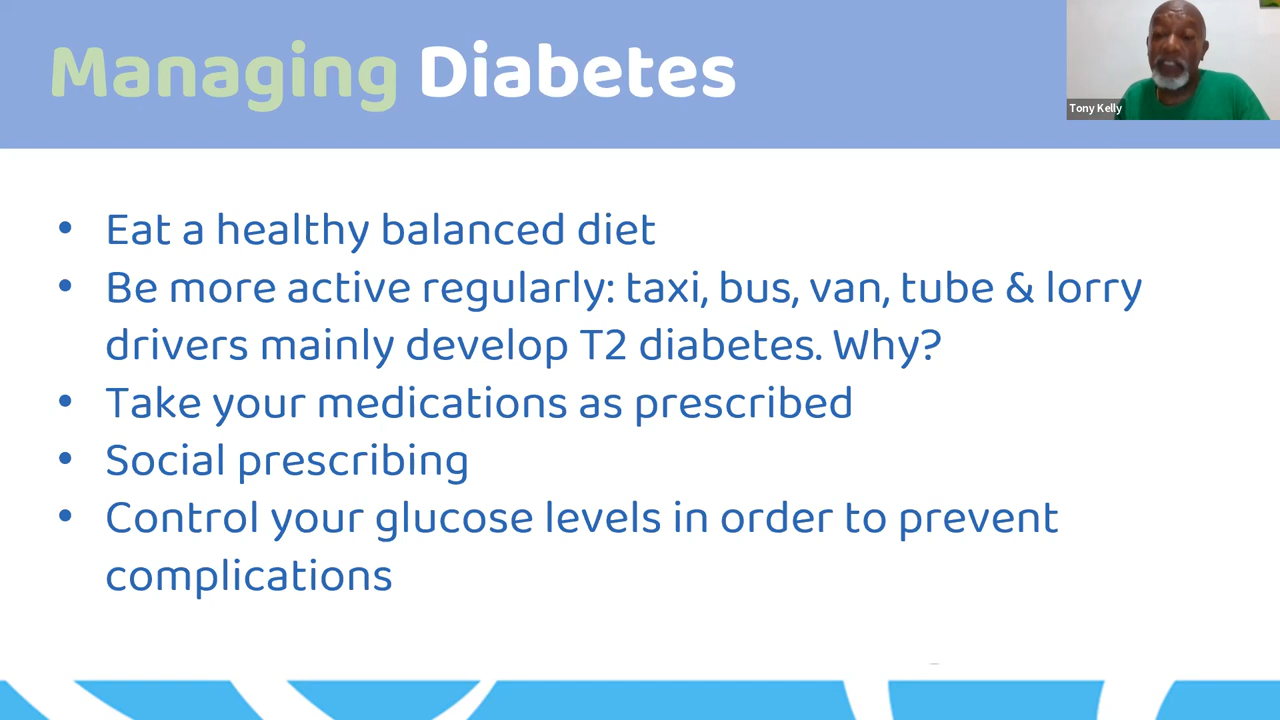 Managing Diabetes
Tony Kelly
• Eat a healthy balanced diet
• Be more active regularly: taxi, bus, van, tube & lorry
drivers mainly develop T2 diabetes. Why?
• Take your medications as prescribed
• Social prescribing
• Control your glucose levels in order to prevent
complications